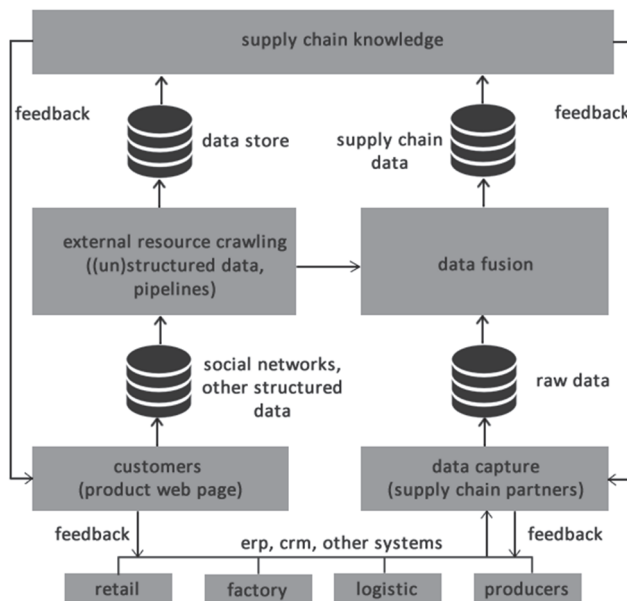 supply chain knowledge
feedback
feedback
data store
supply chain
data
external resource crawling
((un)structured data,
pipelines)
data fusion
social networks,
other structured
data
raw data
customers
(product web page)
data capture
(supply chain partners)
feedback
feedback
erp, crm, other systems
retail
factory
logistic
producers